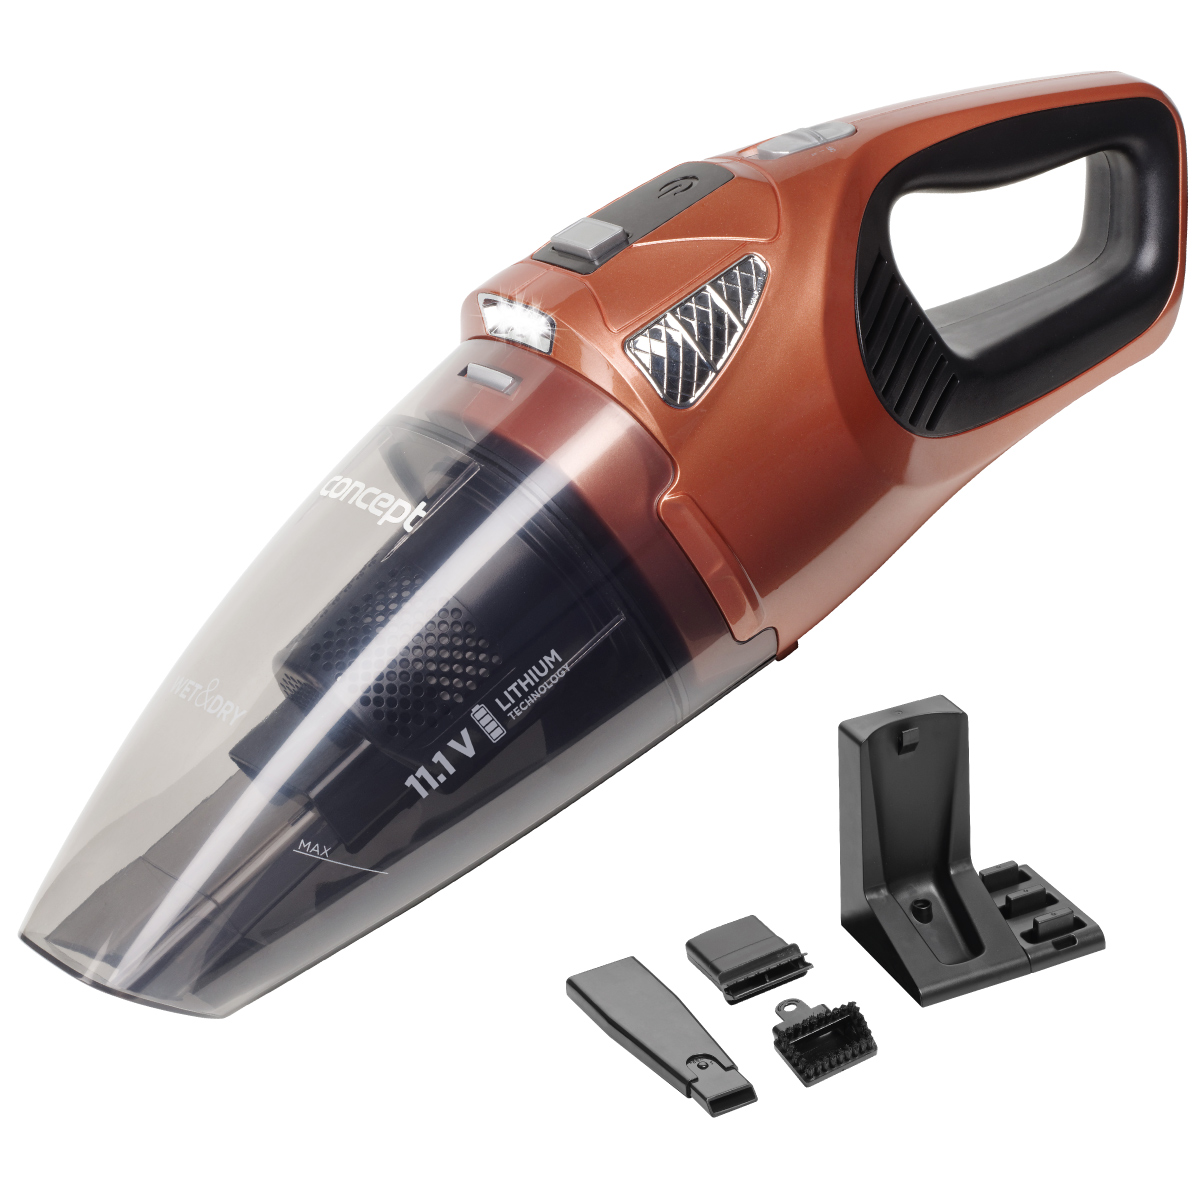 concept
WET&DRY
11.1 V
LITHIUM
TECHNOLOGY
MAX